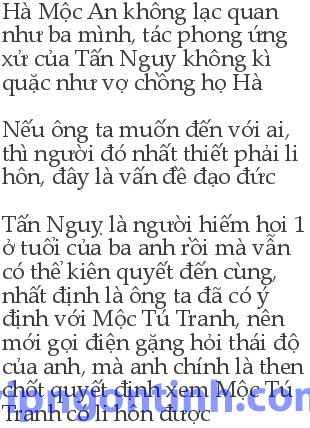 Hà Mộc An không lạc quan
như ba mình, tác phong ứng
xử của Tấn Nguy không kì
quặc như vợ chồng họ Hà
Nếu ông ta muốn đến với ai,
thì người đó nhất thiết phải li
hôn, đây là vấn đề đạo đức
Tấn Nguỵ là người hiếm hoi 1
ở tuổi của ba anh rồi mà vẫn
có thể kiên quyết đến cùng,
nhất định là ông ta đã có ý
định với Mộc Tú Tranh, nên
mới gọi điện gặng hỏi thái độ
của anh, mà anh chính là then
chốt quyết định xem Mộc Tú
Tranh có li hôn được
vipngontinh.com